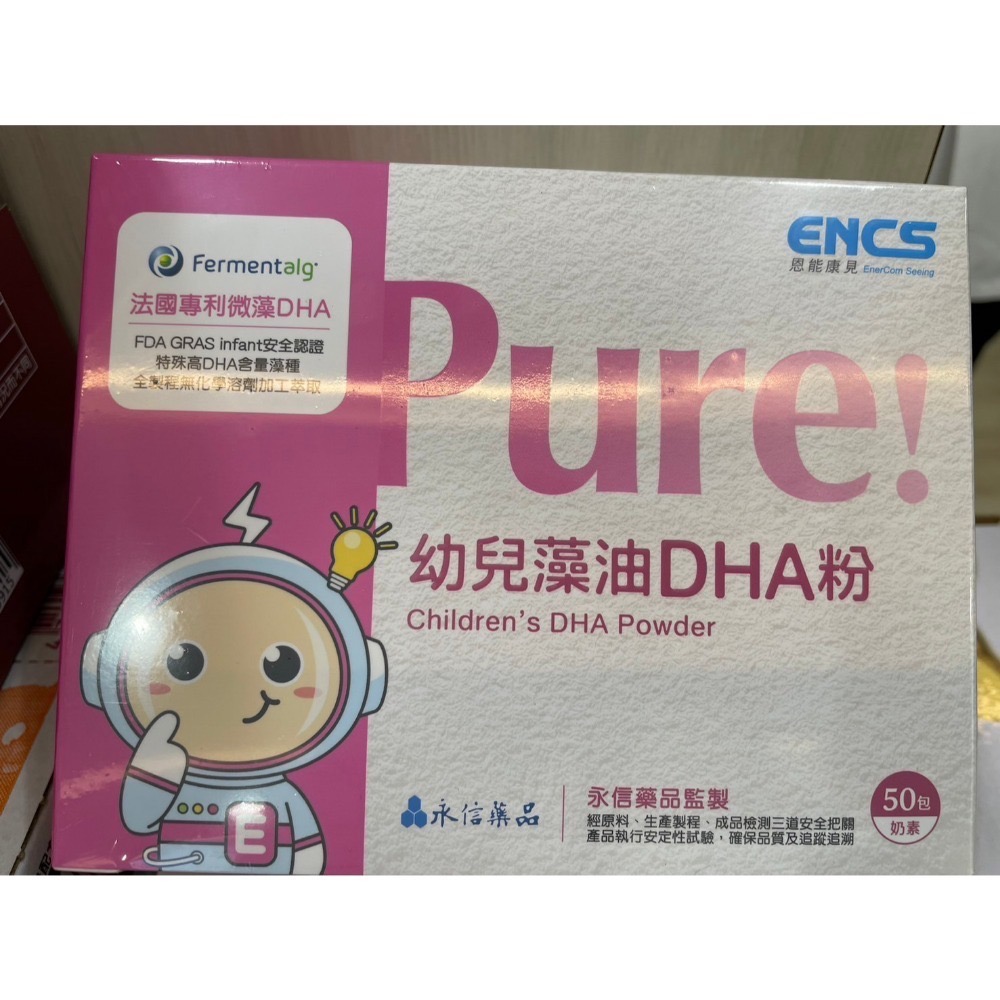 Fermentalg
法國專利微藻DHA
FDA GRAS infant安全認證
特殊高DHA含量藻種
全製程無化學溶劑加工萃取
ENCS
恩能康見 EnerCom Seeing
Pure!
幼兒藻油DHA粉
Children's DHA Powder
E
永信藥品
永信藥品監製
經原料、生產製程、成品檢測三道安全把關
產品執行安定性試驗，確保品質及追蹤追溯
50包
奶素